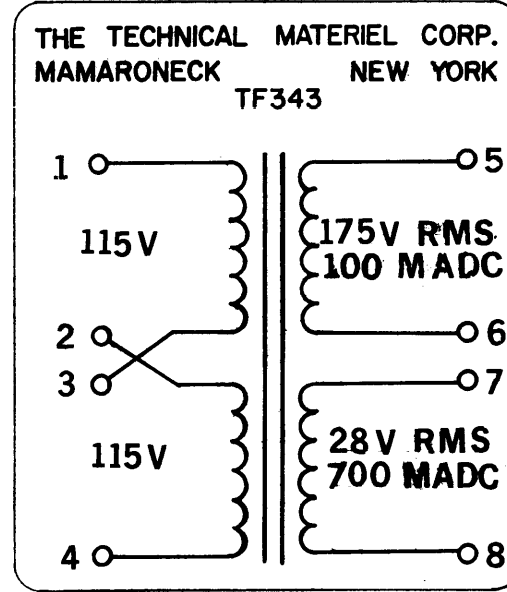 THE TECHNICAL MATERIEL CORP.
MAMARONECK NEW YORK
TF343
1
5
115V
175V RMS
100 MADC
2
6
3
7
115V
28V RMS
700 MADC
4
8